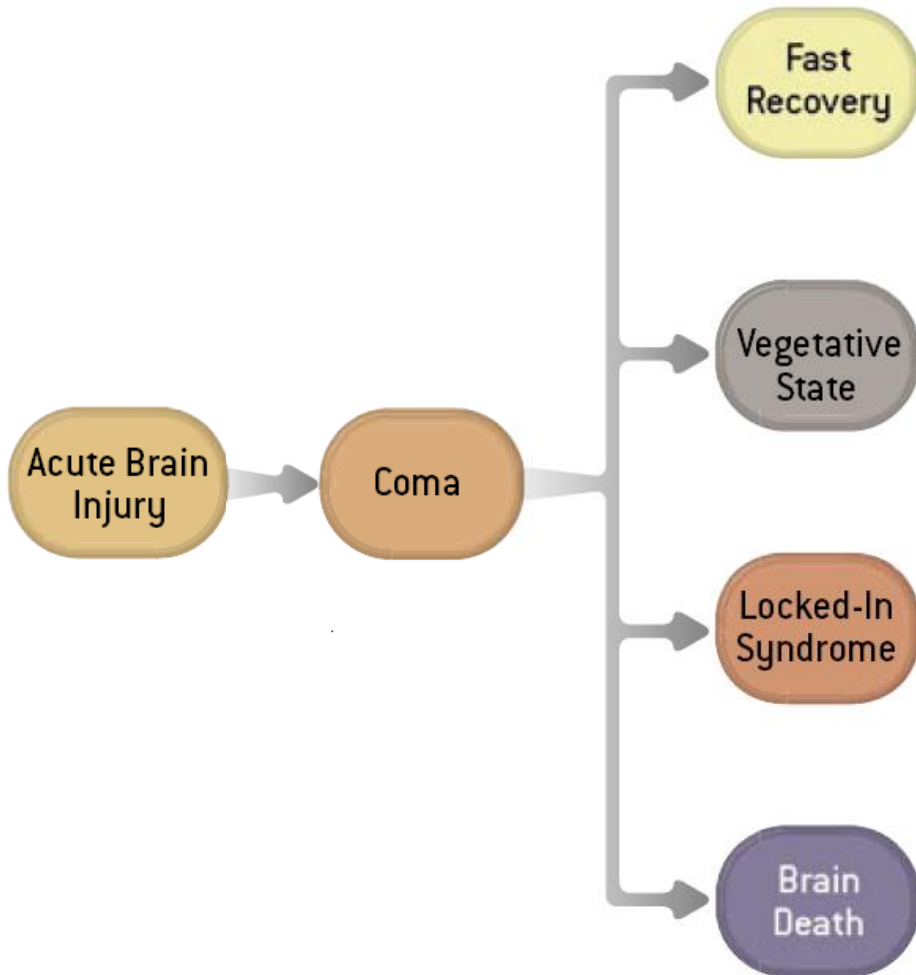 Fast
Recovery
Vegetative
State
Acute Brain
Injury
Coma
Locked-In
Syndrome
Brain
Death